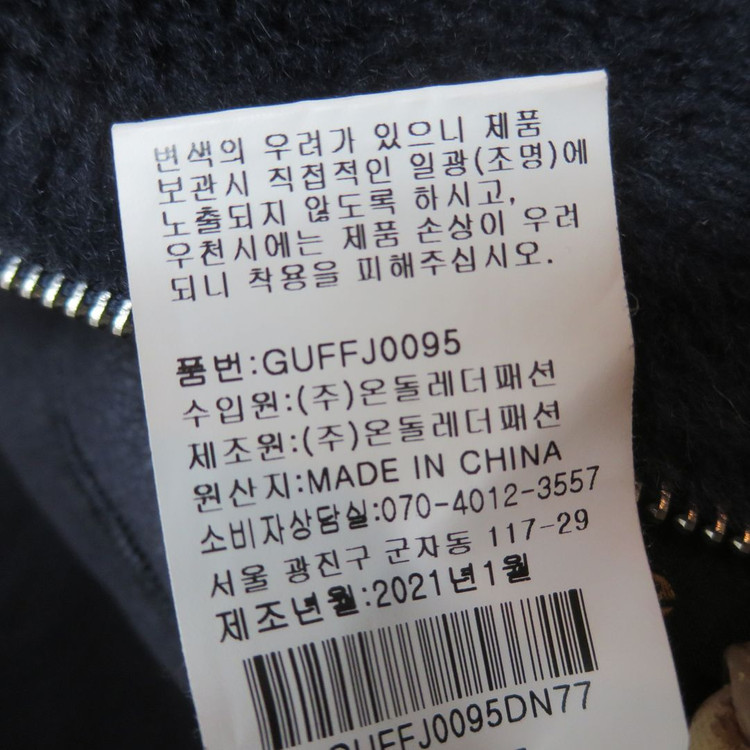 변색의 우려가 있으니 제품
보관시 직접적인 일광(조명)에
노출되지 않도록 하시고,
우천시에는 제품 손상이 우려
되니 착용을 피해주십시오.
품번:GUFFJ0095
수입원:(주)온돌레더패션
제조원:(주)온돌레더패션
원산지:MADE IN CHINA
소비자상담실:070-4012-3557
서울 광진구 군자동 117-29
제조년월:2021년1월
GUFFJ0095DN77